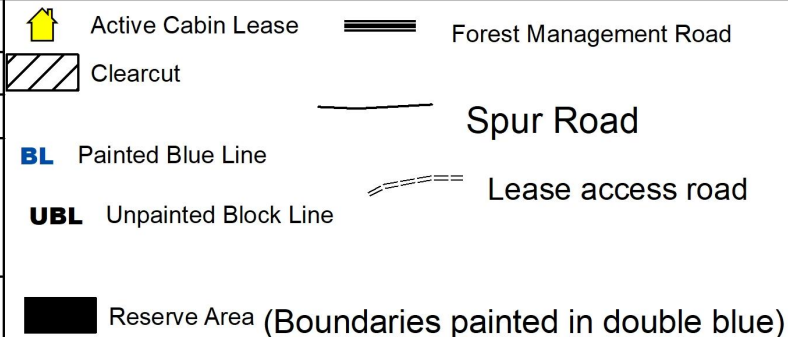 Active Cabin Lease
Forest Management Road
Clearcut
Spur Road
BL Painted Blue Line
Lease access road
UBL Unpainted Block Line
Reserve Area (Boundaries painted in double blue)